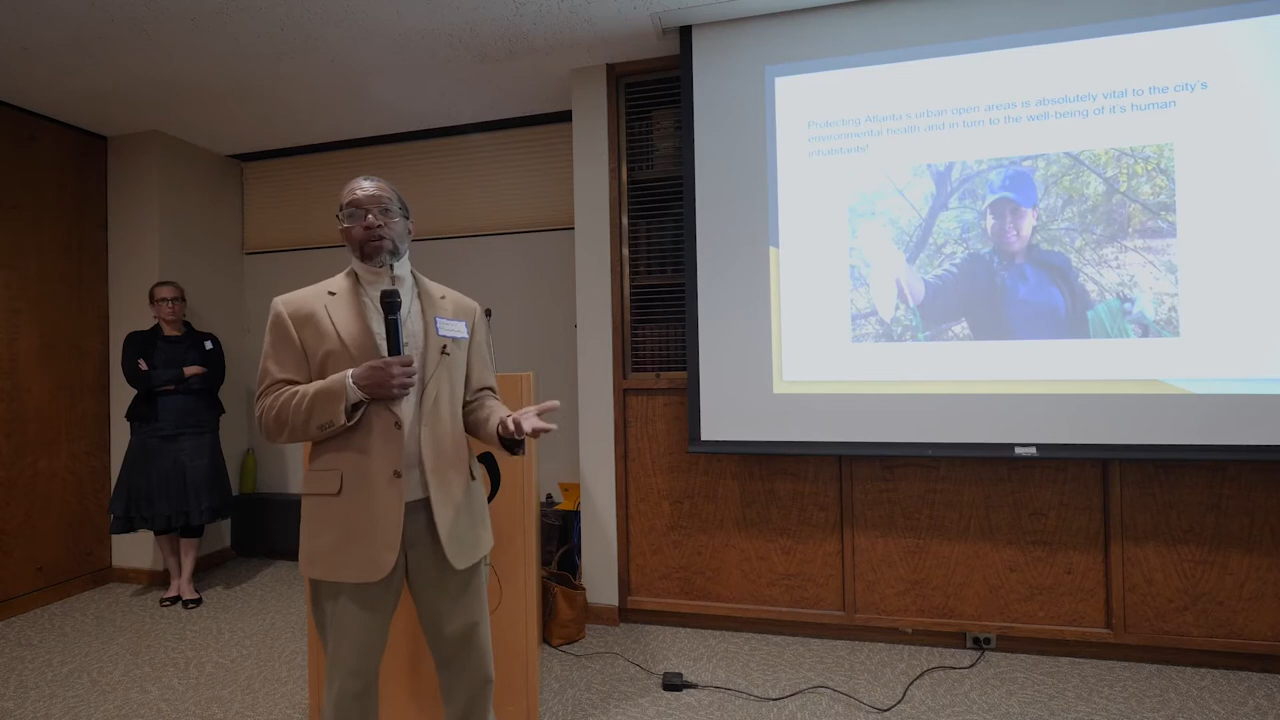 Protecting Atlanta's urban open areas is absolutely vital to the city's
environmental health and in turn to the well-being of it's human
inhabitants!